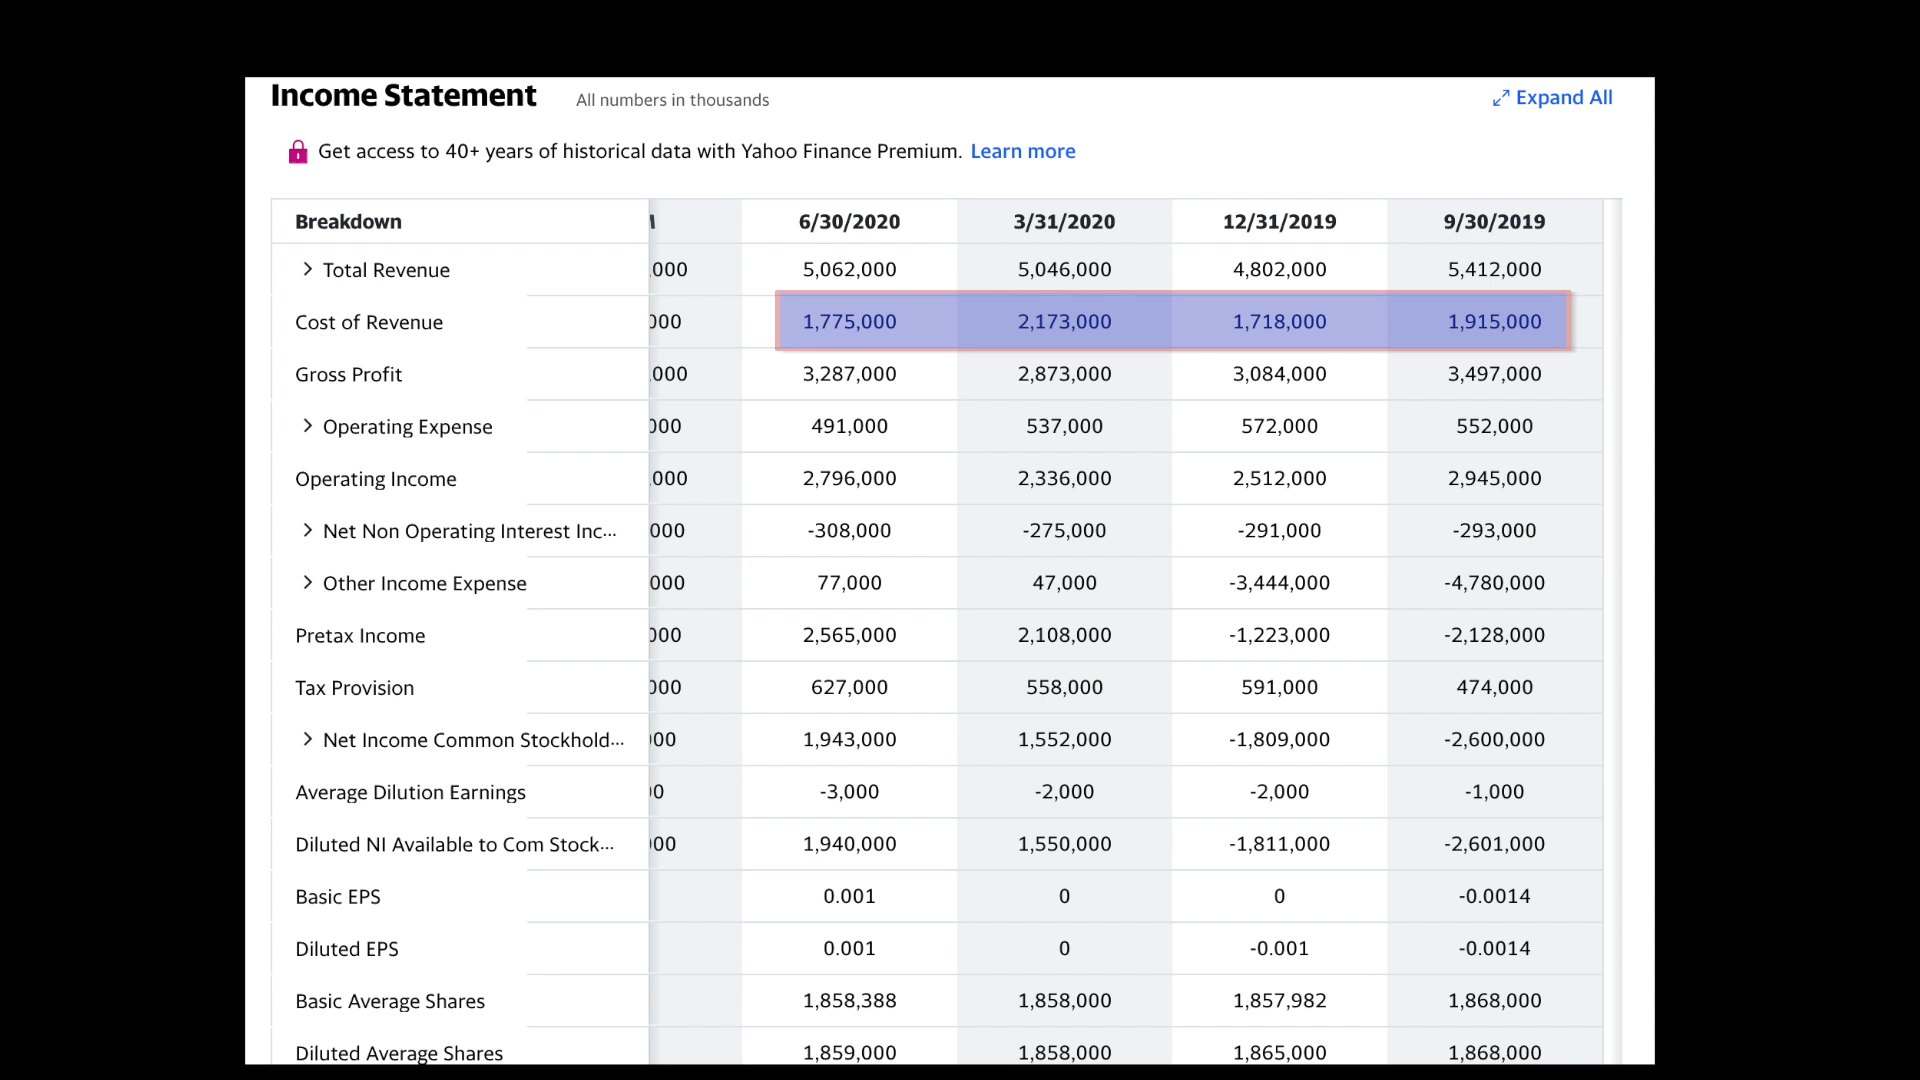 Income Statement All numbers in thousands Expand All
Get access to 40+ years of historical data with Yahoo Finance Premium. Learn more
Breakdown 6/30/2020 3/31/2020 12/31/2019 9/30/2019
Total Revenue 000 5,062,000 5,046,000 4,802,000 5,412,000
Cost of Revenue 000 1,775,000 2,173,000 1,718,000 1,915,000
Gross Profit 000 3,287,000 2,873,000 3,084,000 3,497,000
Operating Expense 000 491,000 537,000 572,000 552,000
Operating Income 000 2,796,000 2,336,000 2,512,000 2,945,000
Net Non Operating Interest Inc... 000 -308,000 -275,000 -291,000 -293,000
Other Income Expense 000 77,000 47,000 -3,444,000 -4,780,000
Pretax Income 000 2,565,000 2,108,000 -1,223,000 -2,128,000
Tax Provision 000 627,000 558,000 591,000 474,000
Net Income Common Stockhold... 00 1,943,000 1,552,000 -1,809,000 -2,600,000
Average Dilution Earnings 0 -3,000 -2,000 -2,000 -1,000
Diluted NI Available to Com Stock... 00 1,940,000 1,550,000 -1,811,000 -2,601,000
Basic EPS 0.001 0 0 -0.0014
Diluted EPS 0.001 0 -0.001 -0.0014
Basic Average Shares 1,858,388 1,858,000 1,857,982 1,868,000
Diluted Average Shares 1,859,000 1,858,000 1,865,000 1,868,000